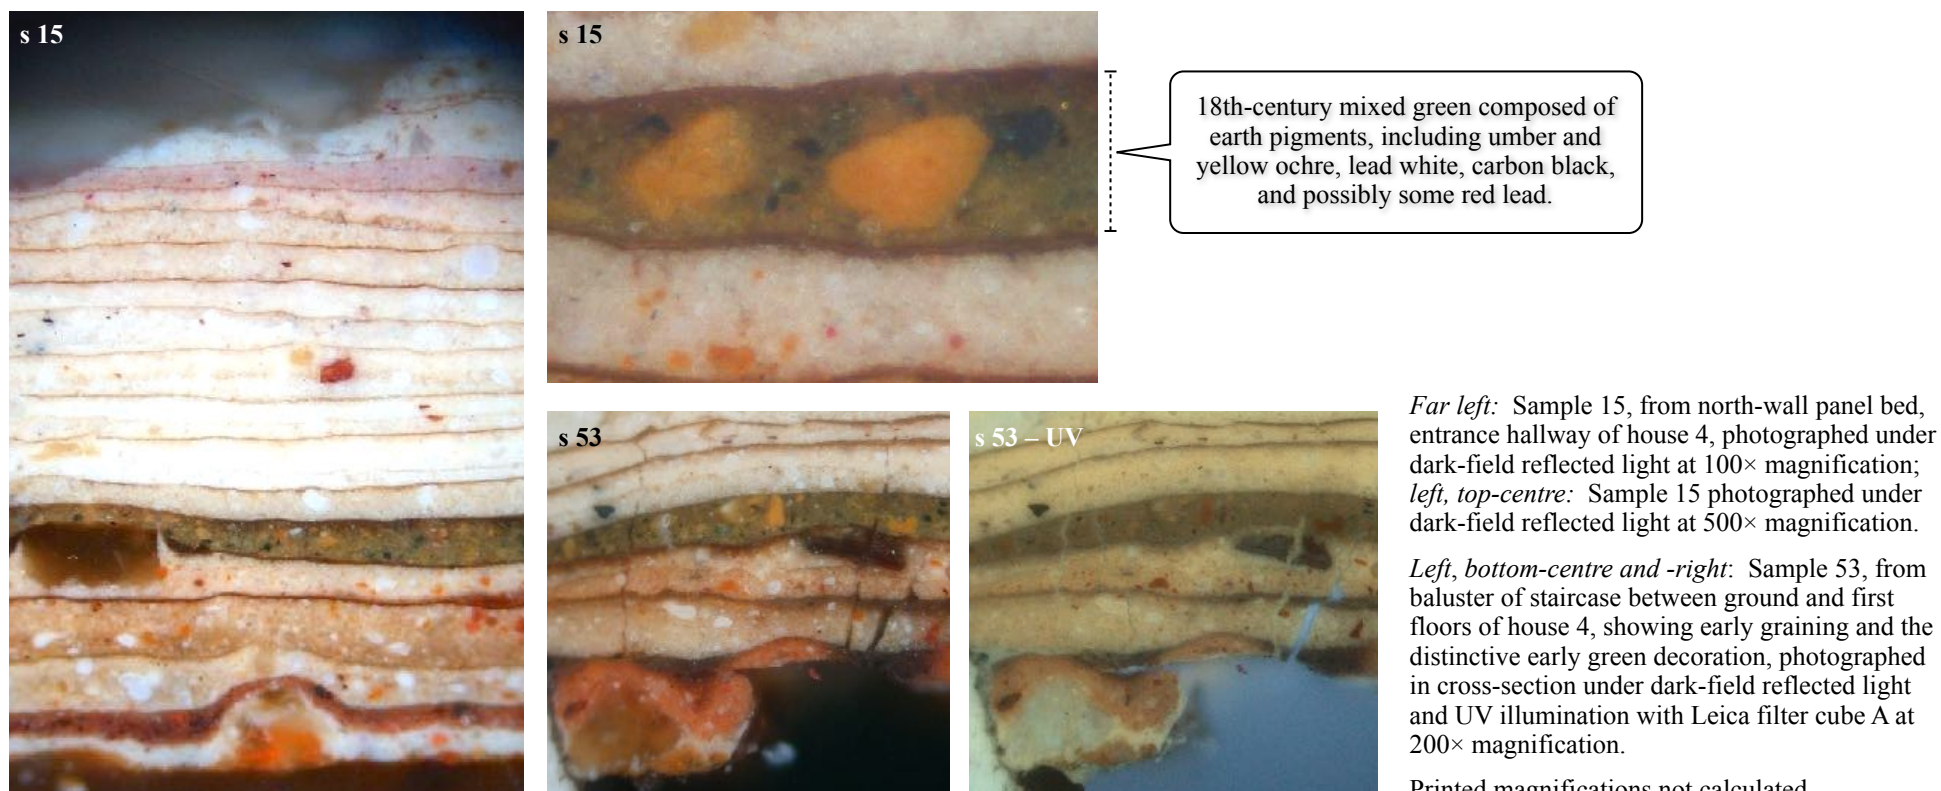 s 15
s 15
18th-century mixed green composed of
earth pigments, including umber and
yellow ochre, lead white, carbon black,
and possibly some red lead.
s 53
s 53 – UV
Far left:  Sample 15, from north-wall panel bed,
entrance hallway of house 4, photographed under
dark-field reflected light at 100× magnification;
left, top-centre:  Sample 15 photographed under
dark-field reflected light at 500× magnification.
Left, bottom-centre and -right:  Sample 53, from
baluster of staircase between ground and first
floors of house 4, showing early graining and the
distinctive early green decoration, photographed
in cross-section under dark-field reflected light
and UV illumination with Leica filter cube A at
200× magnification.
Printed magnifications not calculated